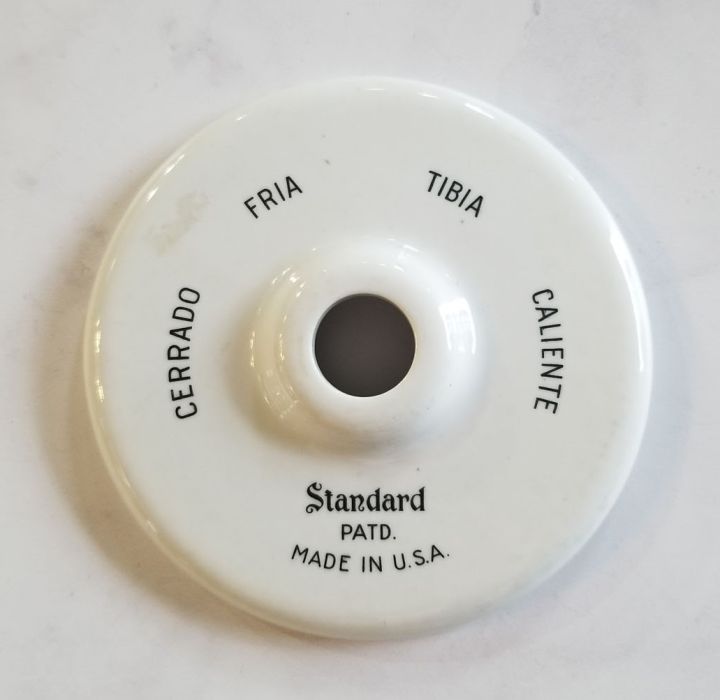 CERRADO
FRIA
TIBIA
CALIENTE
Standard
PATD.
MADE IN U.S.A.